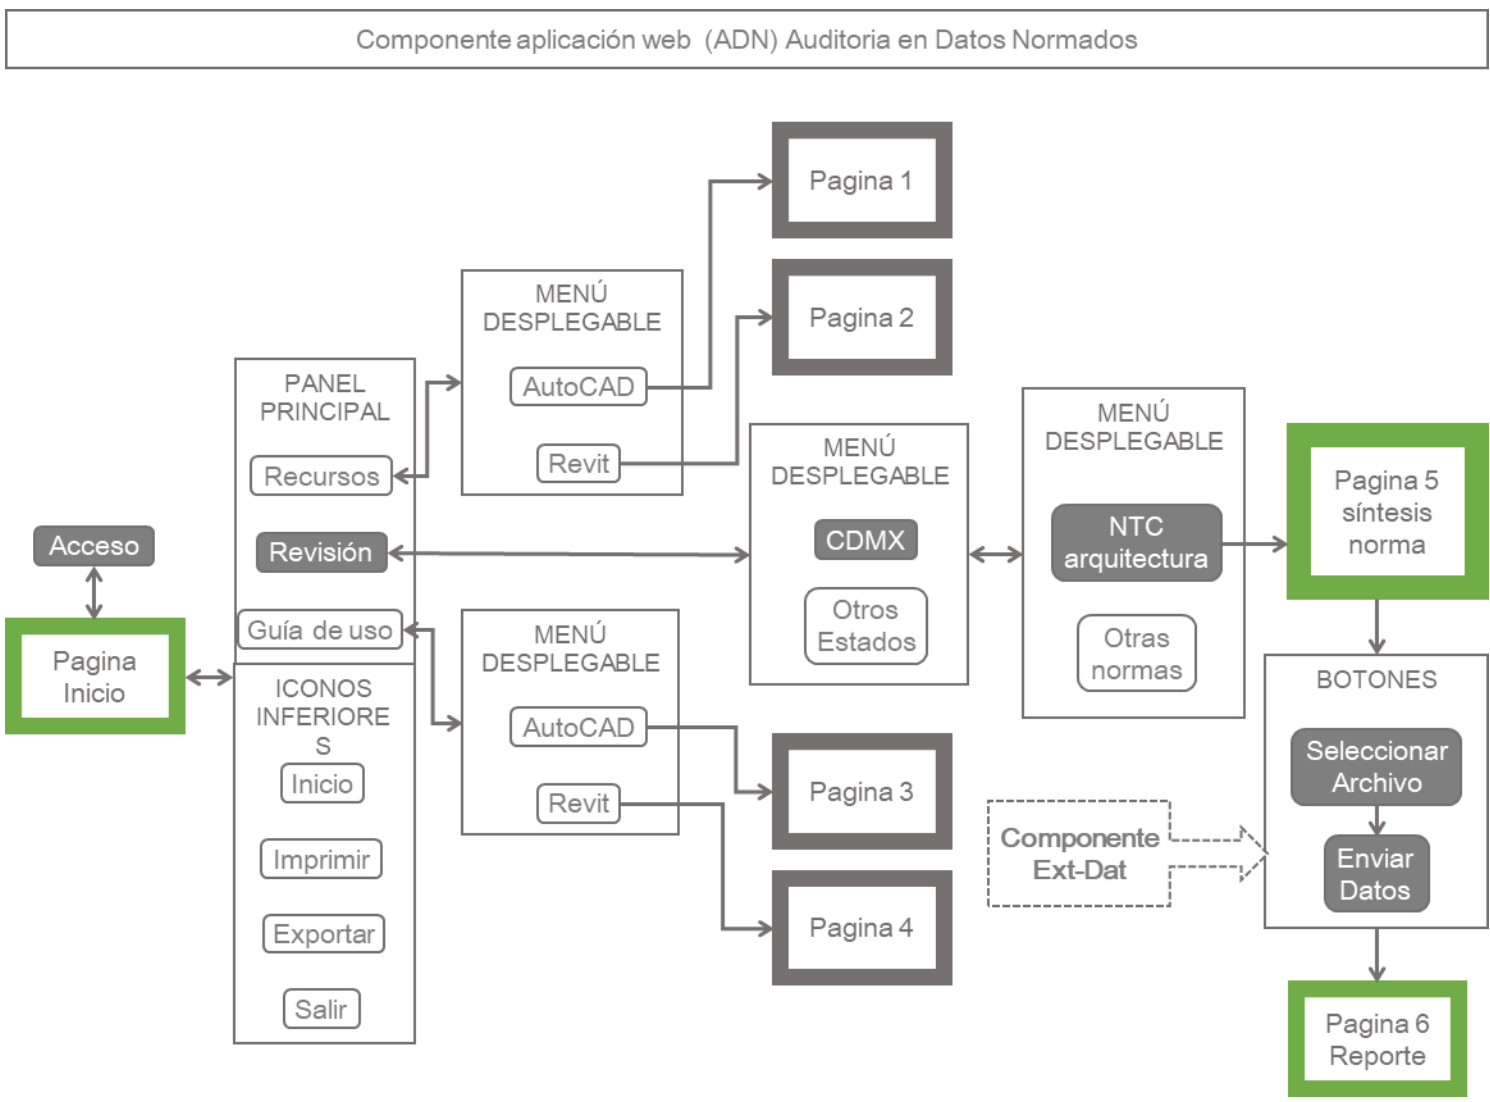 Componente aplicación web (ADN) Auditoria en Datos Normados
Pagina 1
Pagina 2
MENÚ
DESPLEGABLE
AutoCAD
Revit
PANEL
PRINCIPAL
Recursos
Revisión
Guía de uso
Acceso
Pagina
Inicio
ICONOS
INFERIORE
S
Inicio
Imprimir
Exportar
Salir
MENÚ
DESPLEGABLE
AutoCAD
Revit
Pagina 3
Pagina 4
MENÚ
DESPLEGABLE
CDMX
Otros
Estados
MENÚ
DESPLEGABLE
NTC
arquitectura
Otras
normas
Pagina 5
síntesis
norma
BOTONES
Seleccionar
Archivo
Enviar
Datos
Componente
Ext-Dat
Pagina 6
Reporte